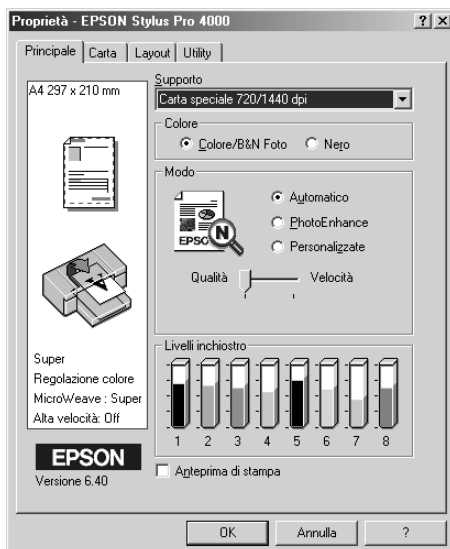 Proprietà - EPSON Stylus Pro 4000
Principale Carta Layout Utility
A4 297 x 210 mm
Supporto
Carta speciale 720/1440 dpi
Colore
Colore/B&N Foto Nero
Modo
EPSO N
Automatico
PhotoEnhance
Personalizzate
Qualità Velocità
Livelli inchiostro
1 2 3 4 5 6 7 8
Super
Regolazione colore
MicroWeave : Super
Alta velocità: Off
EPSON
Versione 6.40
Anteprima di stampa
OK Annulla ?